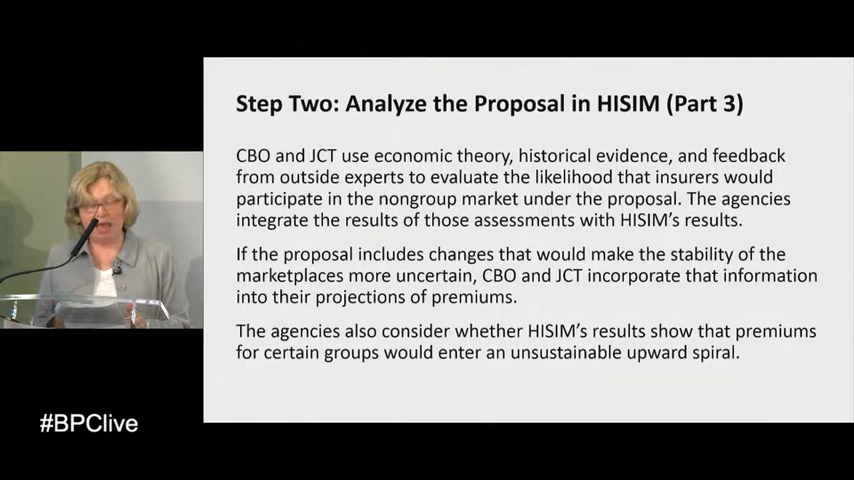 Step Two: Analyze the Proposal in HISIM (Part 3)
CBO and JCT use economic theory, historical evidence, and feedback
from outside experts to evaluate the likelihood that insurers would
participate in the nongroup market under the proposal. The agencies
integrate the results of those assessments with HISIM’s results.
If the proposal includes changes that would make the stability of the
marketplaces more uncertain, CBO and JCT incorporate that information
into their projections of premiums.
The agencies also consider whether HISIM’s results show that premiums
for certain groups would enter an unsustainable upward spiral.
#BPClive